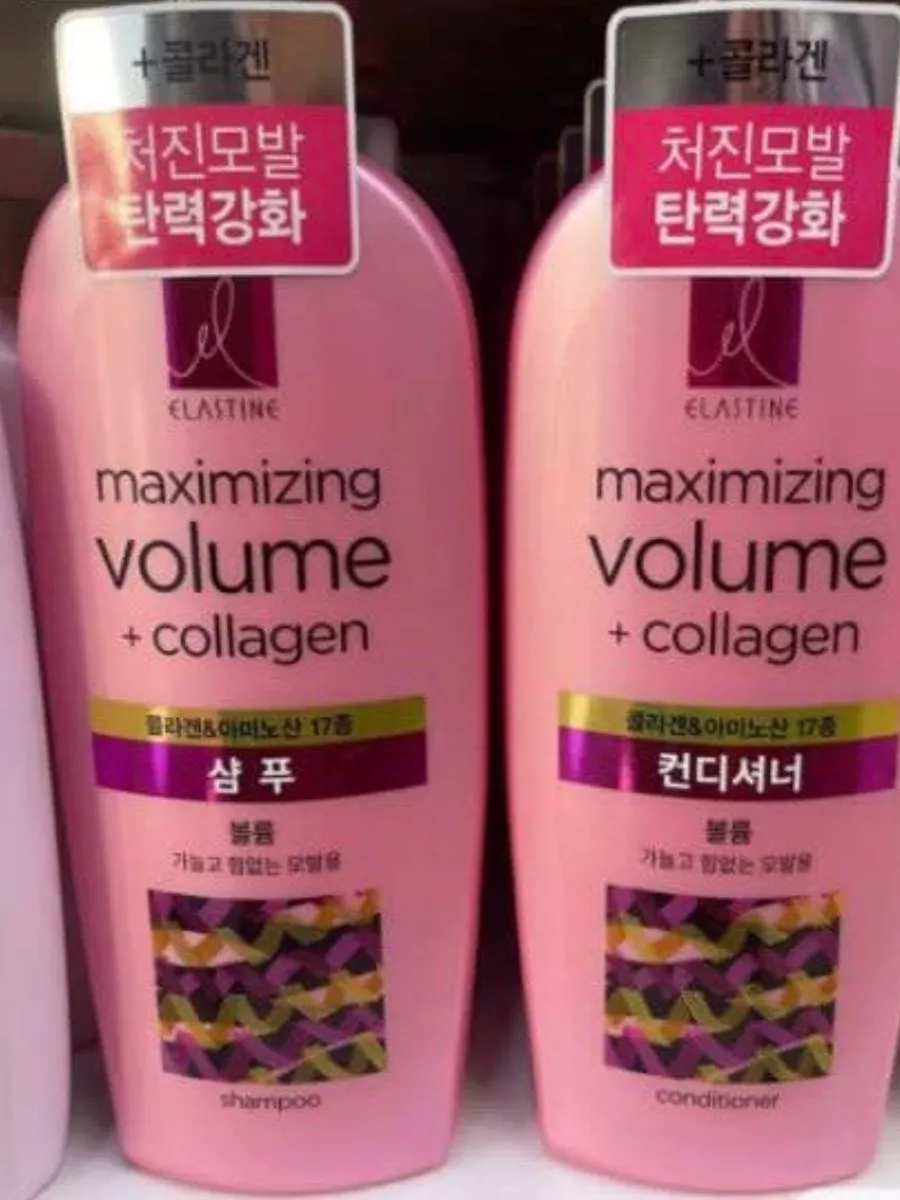 +콜라겐
처진모발
탄력강화
el
ELASTINE
maximizing
volume
+ collagen
콜라겐&아미노산 17종
샴 푸
볼륨
가늘고 힘없는 모발용
shampoo
+콜라겐
처진모발
탄력강화
el
ELASTINE
maximizing
volume
+ collagen
콜라겐&아미노산 17종
컨디셔너
볼륨
가늘고 힘없는 모발용
conditioner